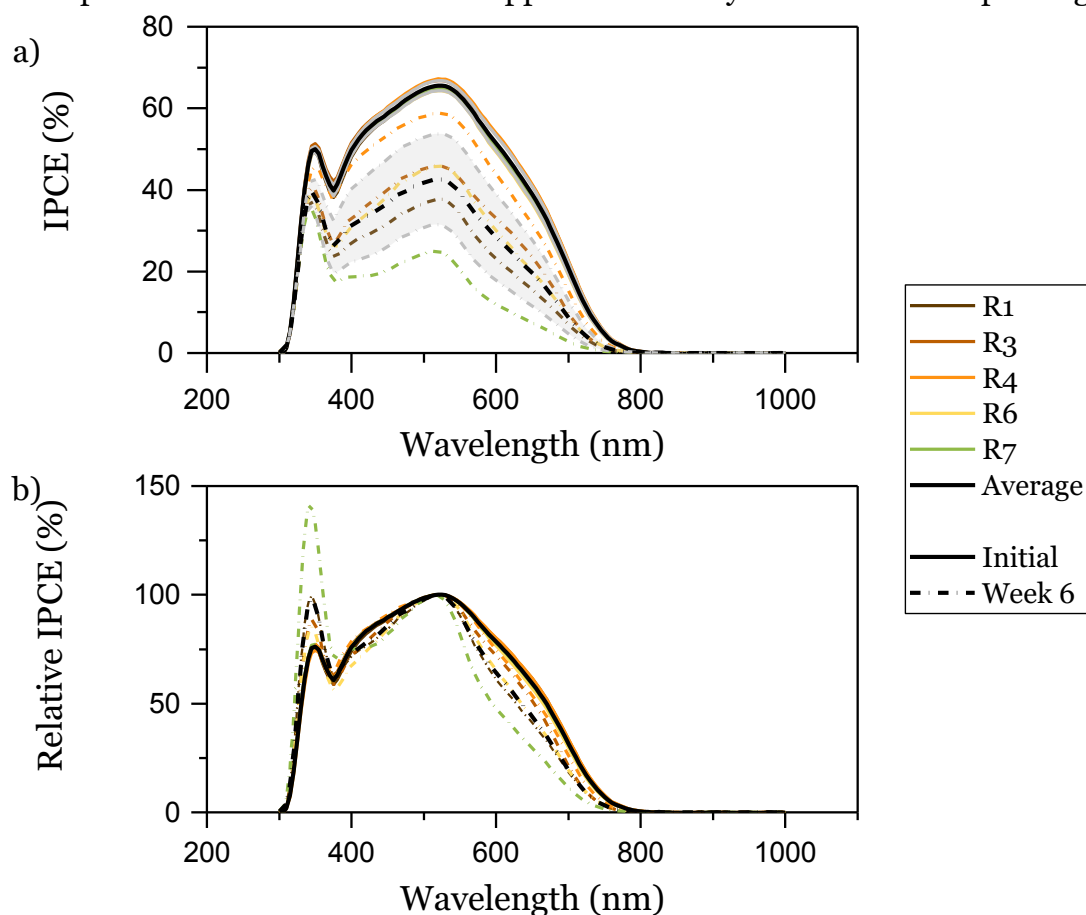 a)
80
60
40
20
0
IPCE (%)
200 400 600 800 1000
Wavelength (nm)
b)
150
100
50
0
Relative IPCE (%)
200 400 600 800 1000
Wavelength (nm)
R1
R3
R4
R6
R7
Average
Initial
Week 6